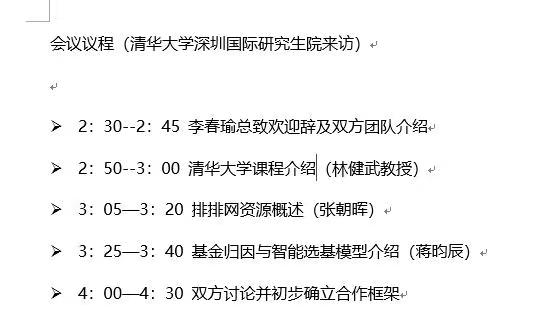 会议议程（清华大学深圳国际研究生院来访）
2：30--2：45 李春瑜总致欢迎辞及双方团队介绍
2：50--3：00 清华大学课程介绍（林健武教授）
3：05—3：20 排排网资源概述（张朝晖）
3：25—3：40 基金归因与智能选基模型介绍（蒋昀辰）
4：00—4：30 双方讨论并初步确立合作框架